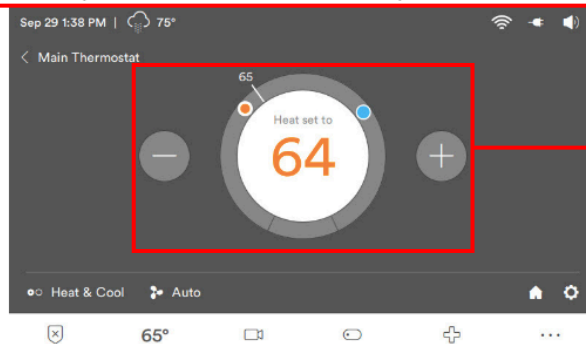 Sep 29 1:38 PM | 75°
< Main Thermostat
65
Heat set to
64
Heat & Cool Auto
65°